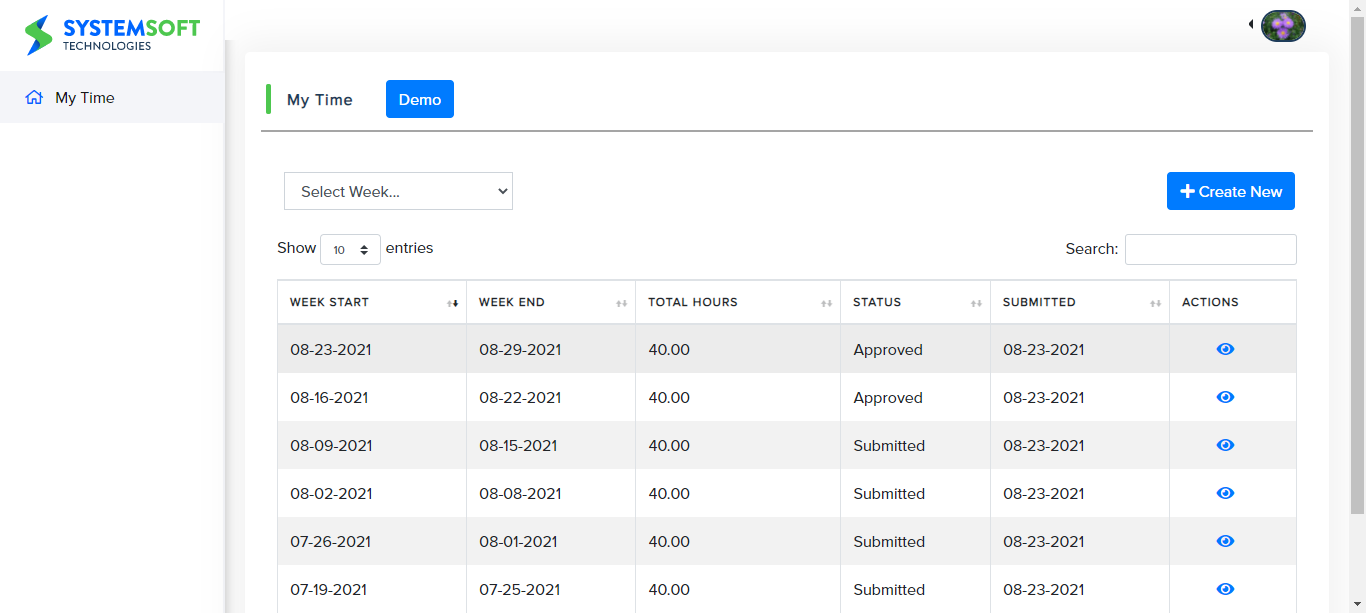 SYSTEMSOFT
TECHNOLOGIES
My Time
My Time
Demo
Select Week...
Create New
Show 10 entries
Search:
WEEK START WEEK END TOTAL HOURS STATUS SUBMITTED ACTIONS
08-23-2021 08-29-2021 40.00 Approved 08-23-2021
08-16-2021 08-22-2021 40.00 Approved 08-23-2021
08-09-2021 08-15-2021 40.00 Submitted 08-23-2021
08-02-2021 08-08-2021 40.00 Submitted 08-23-2021
07-26-2021 08-01-2021 40.00 Submitted 08-23-2021
07-19-2021 07-25-2021 40.00 Submitted 08-23-2021